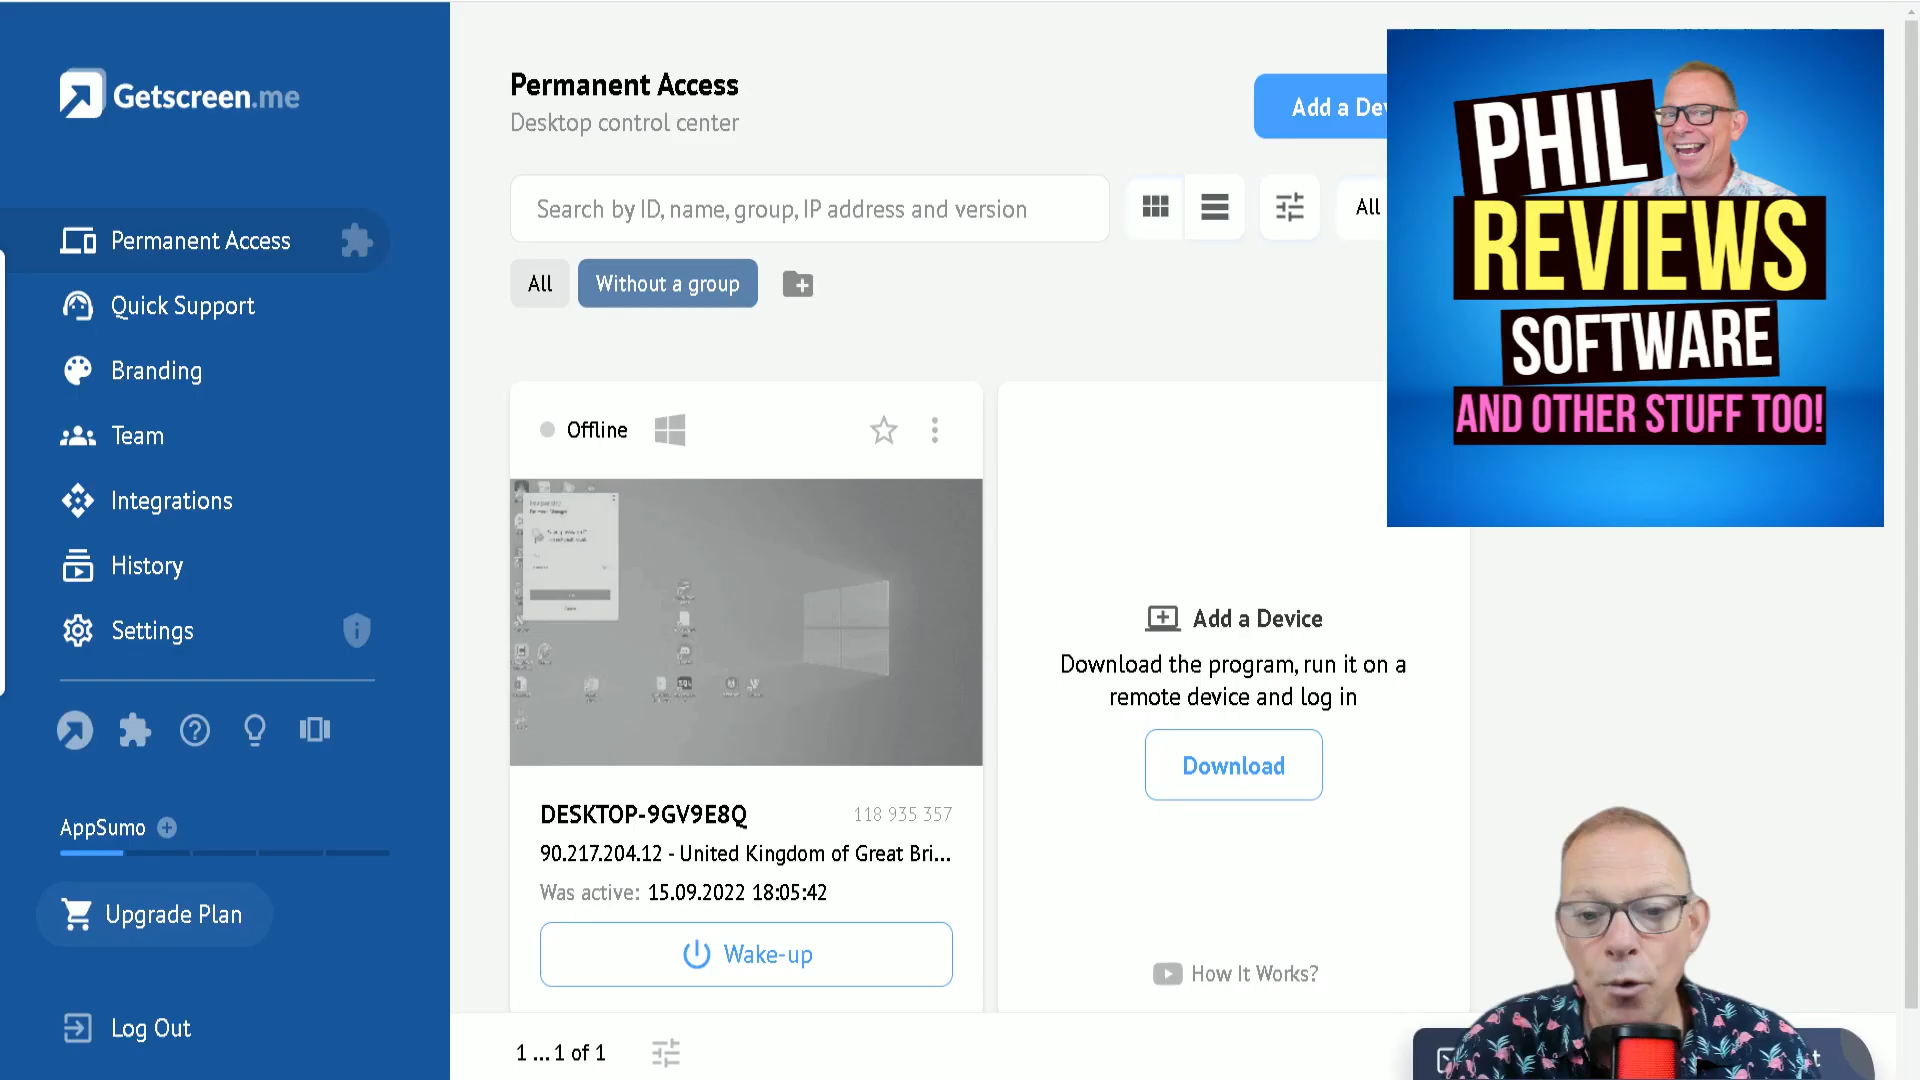 Getscreen.me
Permanent Access
Quick Support
Branding
Team
Integrations
History
Settings
AppSumo
Upgrade Plan
Log Out
Permanent Access
Desktop control center
Add a
Search by ID, name, group, IP address and version
All
All
Without a group
Offline
DESKTOP-9GV9E8Q
118 935 357
90.217.204.12 - United Kingdom of Great Bri...
Was active: 15.09.2022 18:05:42
Wake-up
Add a Device
Download the program, run it on a
remote device and log in
Download
How It Works?
1 ... 1 of 1
PHIL
REVIEWS
SOFTWARE
AND OTHER STUFF TOO!